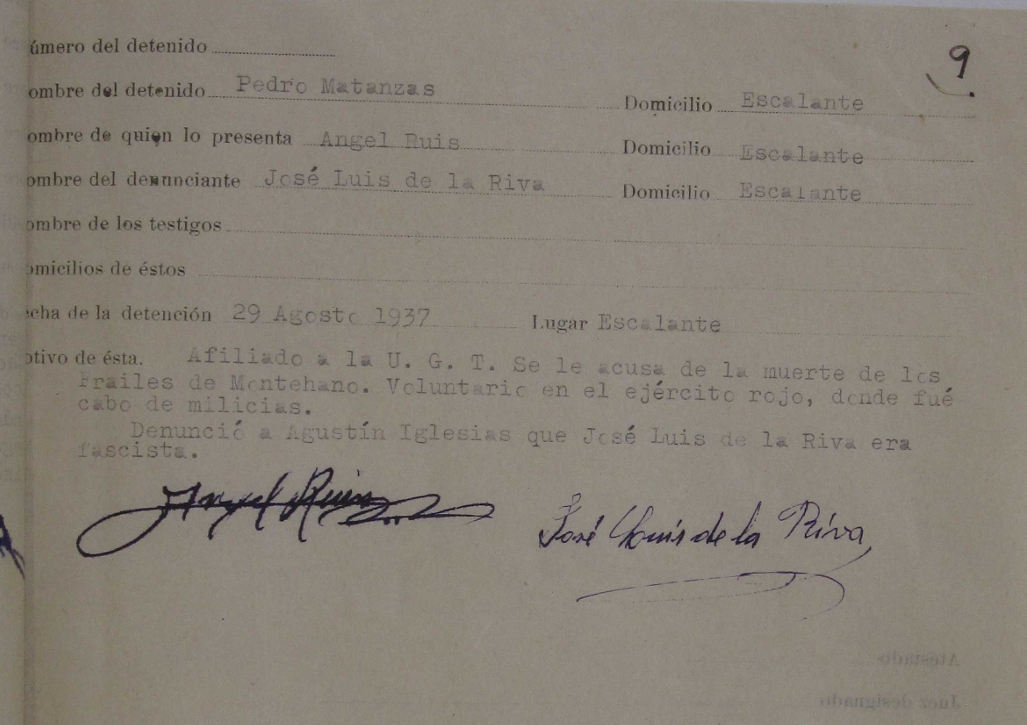 9
úmero del detenido
ombre del detenido Pedro Matanzas Domicilio Escalante
ombre de quien lo presenta Angel Ruis Domicilio Escalante
ombre del denunciante José Luis de la Riva Domicilio Escalante
ombre de los testigos
omicilios de éstos
echa de la detención 29 Agosto 1937 Lugar Escalante
otivo de ésta. Afiliado a la U. G. T. Se le acusa de la muerte de los
Frailes de Montehano. Voluntario en el ejército rojo, donde fué
cabo de milicias.
Denunció a Agustín Iglesias que José Luis de la Riva era
fascista.
Angel Ruis José Luis de la Riva
Atestado
Juez designado